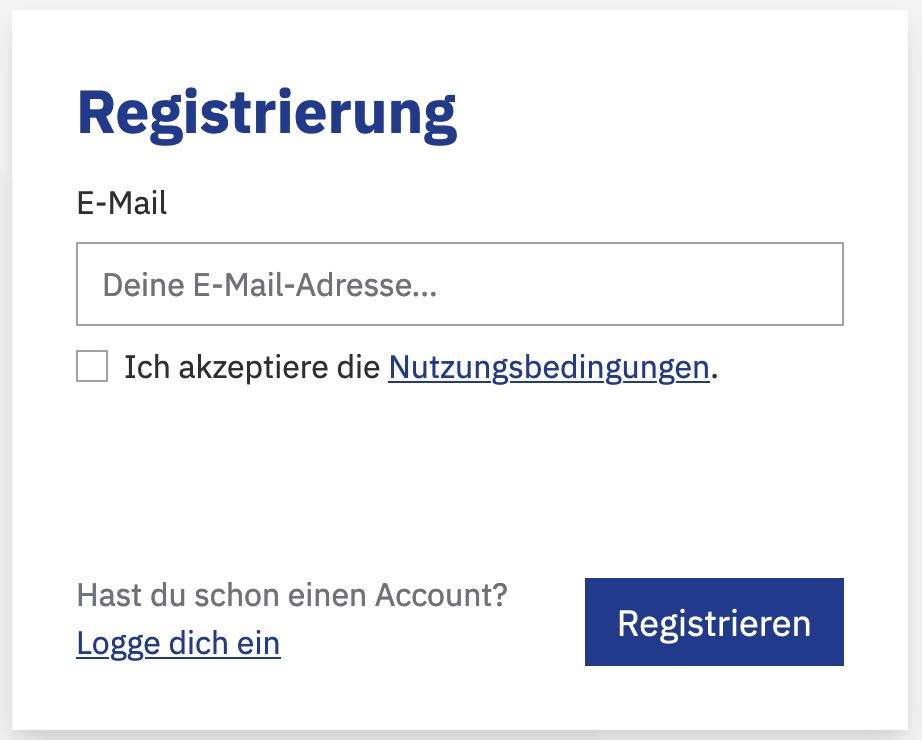 Registrierung
E-Mail
Deine E-Mail-Adresse...
Ich akzeptiere die Nutzungsbedingungen.
Hast du schon einen Account?
Logge dich ein
Registrieren